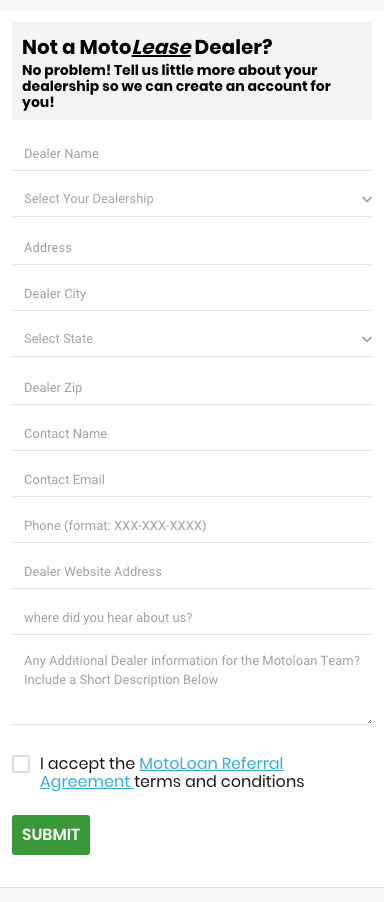 Not a MotoLease Dealer?
No problem! Tell us little more about your
dealership so we can create an account for
you!
Dealer Name
Select Your Dealership
Address
Dealer City
Select State
Dealer Zip
Contact Name
Contact Email
Phone (format: XXX-XXX-XXXX)
Dealer Website Address
where did you hear about us?
Any Additional Dealer information for the Motoloan Team?
Include a Short Description Below
I accept the MotoLoan Referral
Agreement terms and conditions
SUBMIT